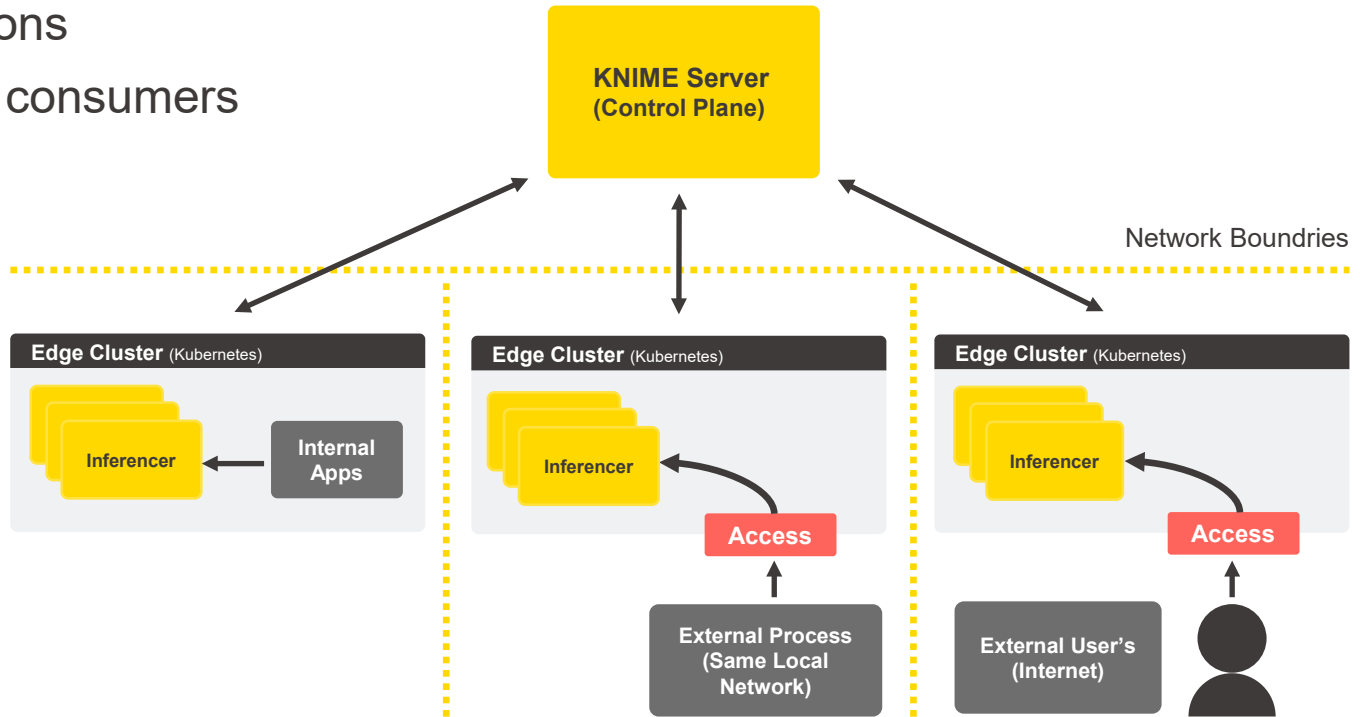 ons
consumers
KNIME Server
(Control Plane)
Network Boundries
Edge Cluster (Kubernetes)
Inferencer
Internal
Apps
Edge Cluster (Kubernetes)
Inferencer
Access
External Process
(Same Local
Network)
Edge Cluster (Kubernetes)
Inferencer
Access
External User's
(Internet)